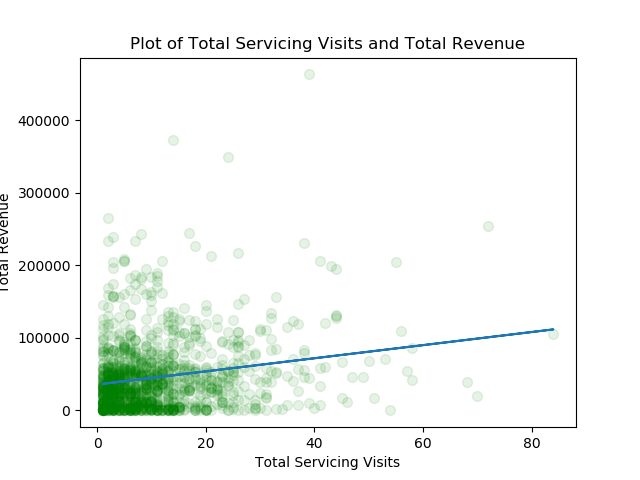 Plot of Total Servicing Visits and Total Revenue
400000
300000
200000
100000
0
Total Revenue
0 20 40 60 80
Total Servicing Visits